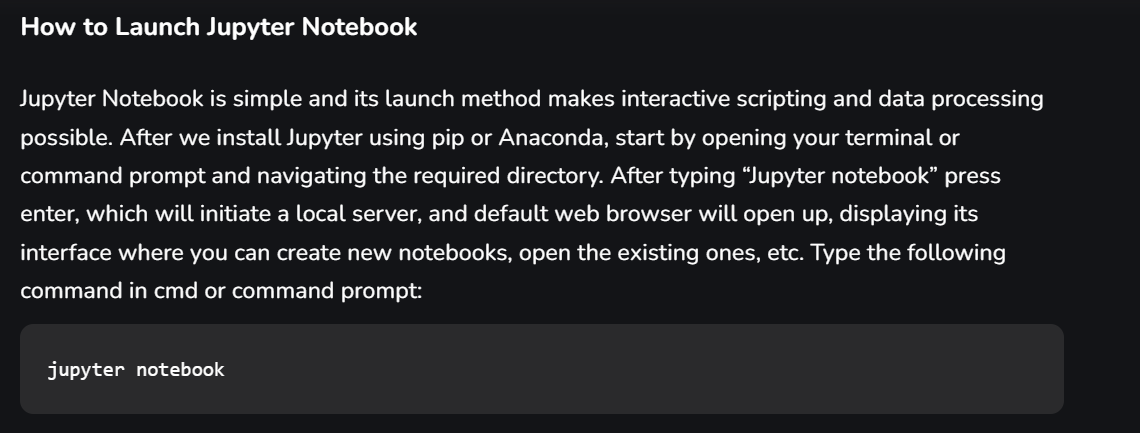 How to Launch Jupyter Notebook
Jupyter Notebook is simple and its launch method makes interactive scripting and data processing
possible. After we install Jupyter using pip or Anaconda, start by opening your terminal or
command prompt and navigating the required directory. After typing “Jupyter notebook” press
enter, which will initiate a local server, and default web browser will open up, displaying its
interface where you can create new notebooks, open the existing ones, etc. Type the following
command in cmd or command prompt:
jupyter notebook